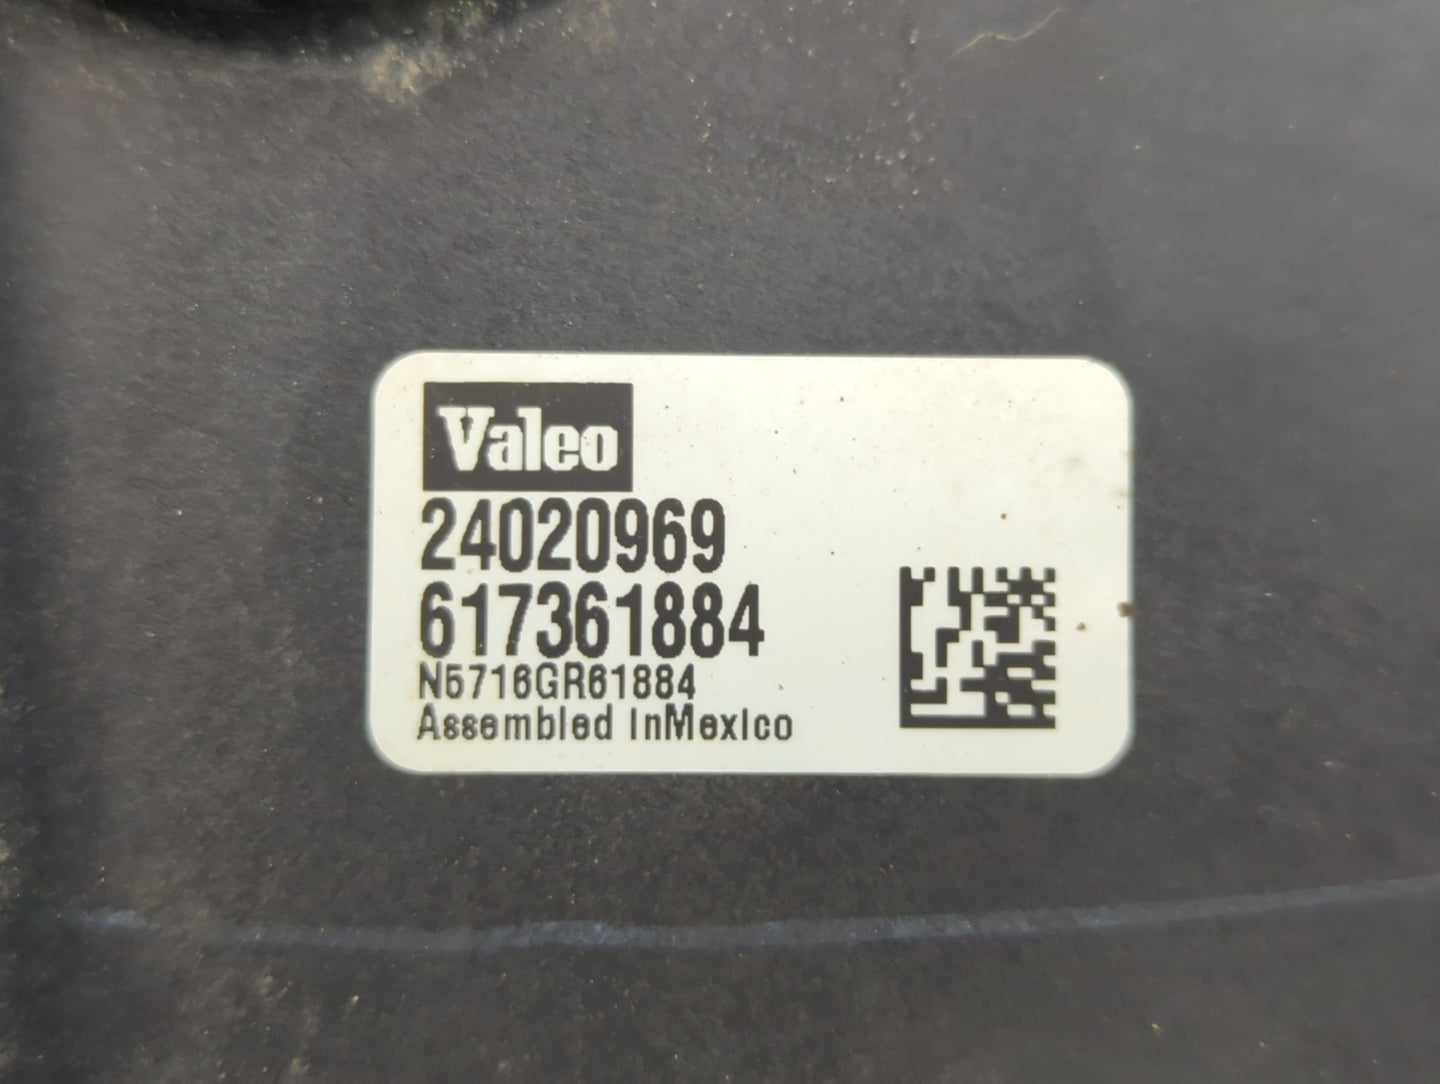 Valeo
24020969
617361884
N5716GR61884
Assembled InMexico